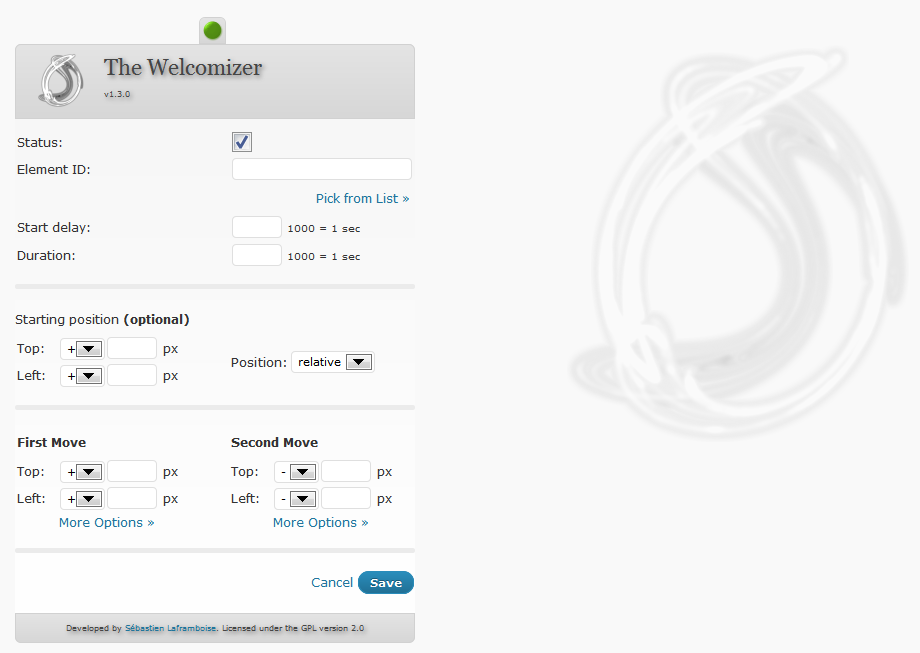 The Welcomizer
v1.3.0
Status:
Element ID:
Pick from List »
Start delay: 1000 = 1 sec
Duration: 1000 = 1 sec
Starting position (optional)
Top: + px
Left: + px
Position: relative
First Move Second Move
Top: + px Top: - px
Left: + px Left: - px
More Options » More Options »
Cancel Save
Developed by Sébastien Laframboise. Licensed under the GPL version 2.0